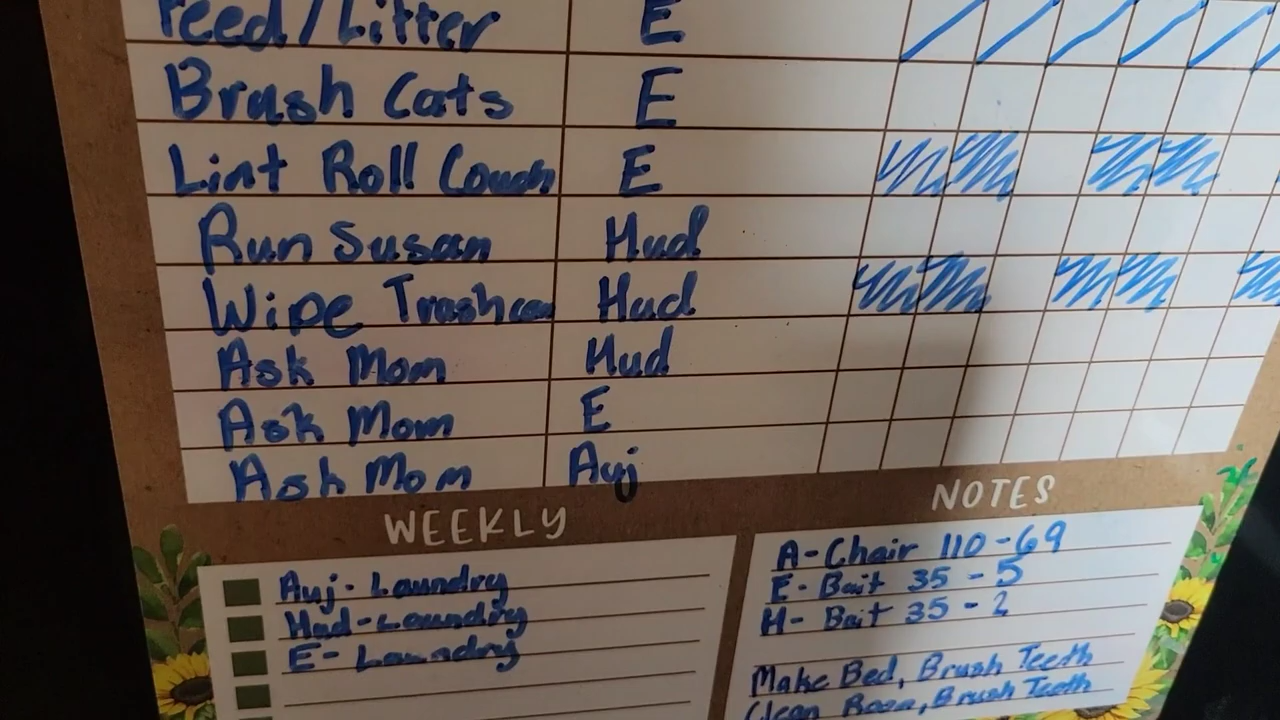 Feed/Litter E
Brush Cats E
Lint Roll Couch E
Run Susan Hud
Wipe Trashcan Hud
Ask Mom Hud
Ask Mom E
Ask Mom Auj
WEEKLY
Auj- Laundry
Hud-Laundry
E- Laundry
NOTES
A-Chair 110-69
E- Bait 35 - 5
H- Bait 35 - 2
Make Bed, Brush Teeth
Clean Room, Brush Teeth